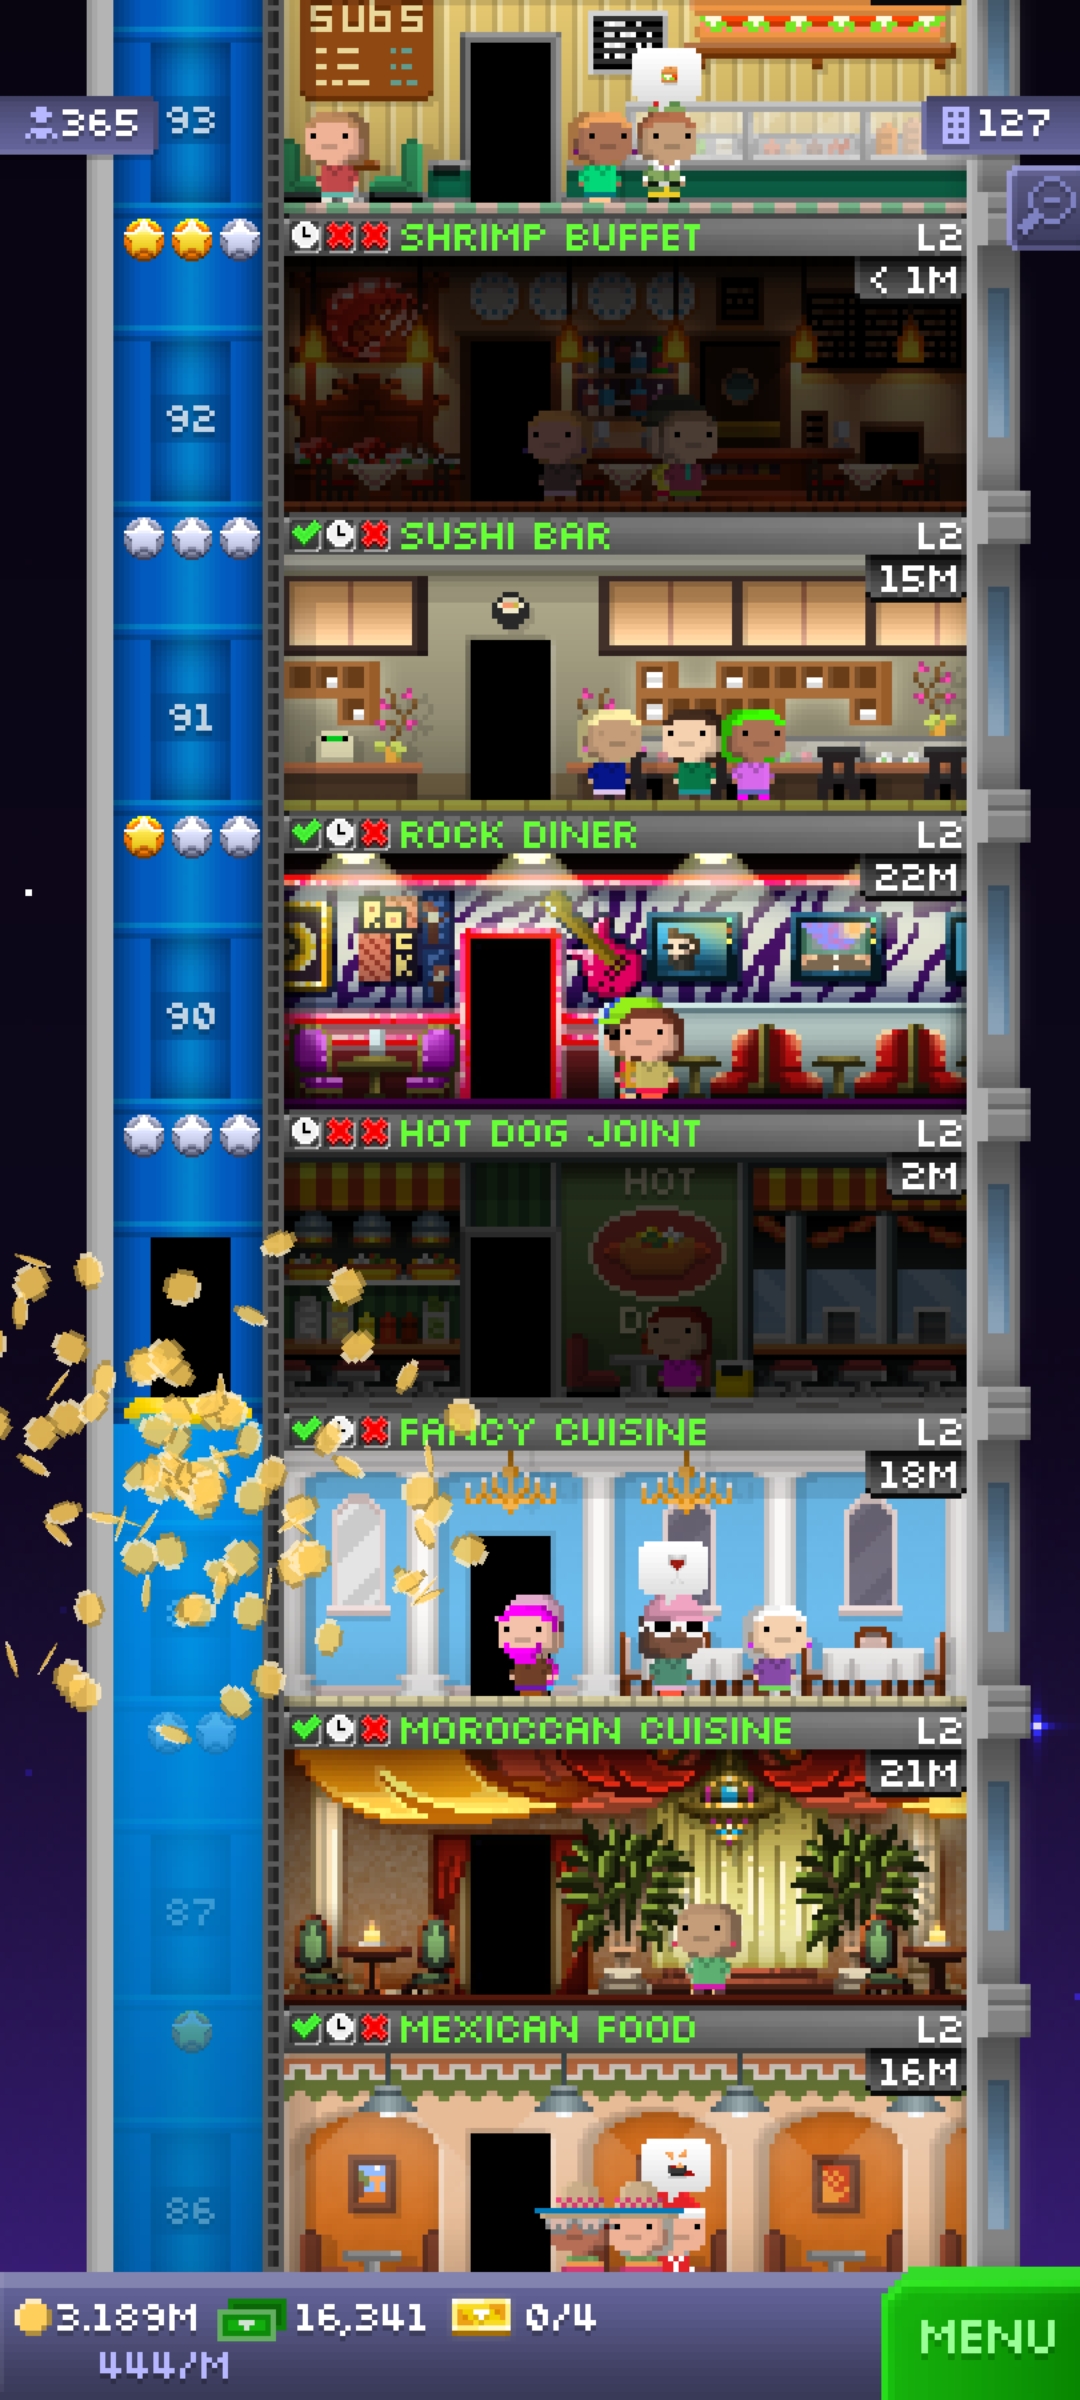 SUBS
365
93
127
SHRIMP BUFFET L2
< 1M
92
SUSHI BAR L2
15M
91
ROCK DINER L2
22M
ROCK
90
HOT DOG JOINT L2
2M
HOT
FANCY CUISINE L2
18M
MOROCCAN CUISINE L2
21M
87
MEXICAN FOOD L2
16M
86
3.189M 16,341 0/4
444/M
MENU